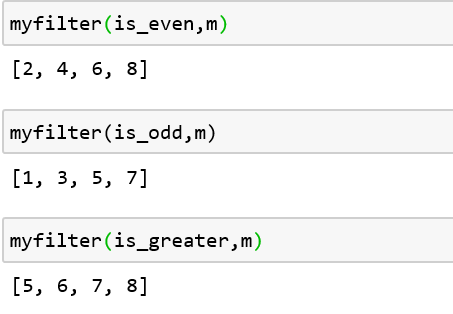 myfilter(is_even,m)
[2, 4, 6, 8]
myfilter(is_odd,m)
[1, 3, 5, 7]
myfilter(is_greater,m)
[5, 6, 7, 8]